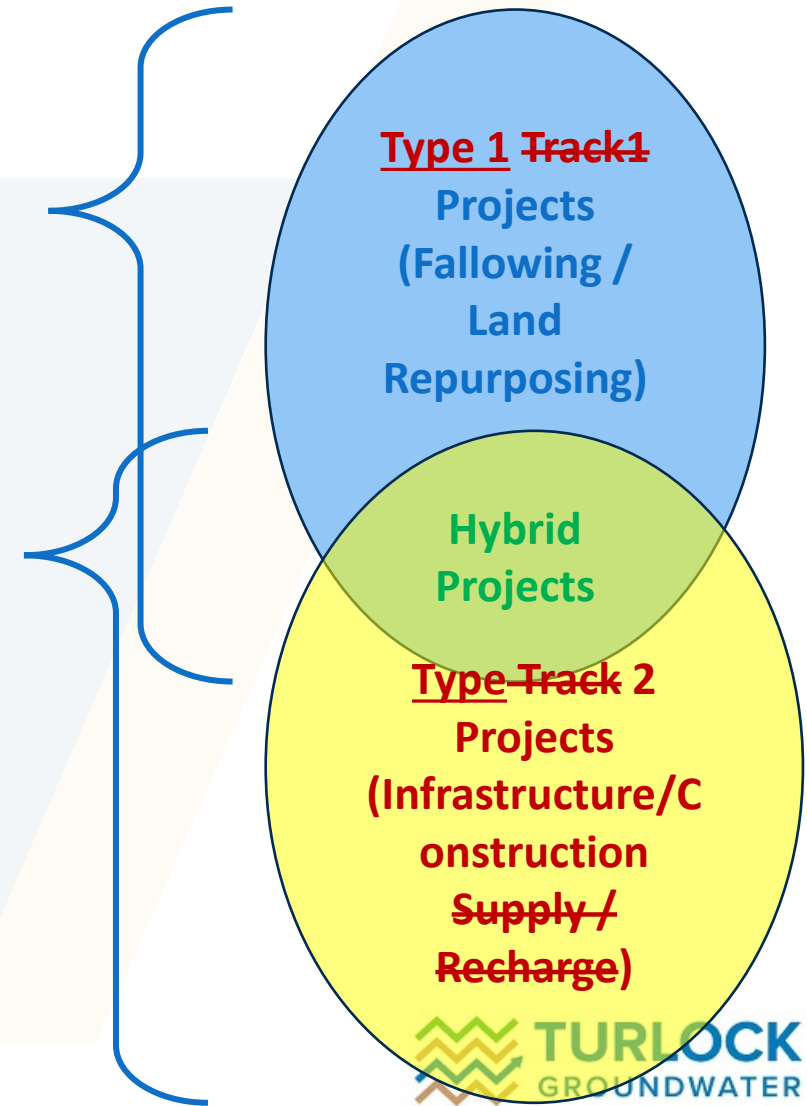 Type 1 Track1
Projects
(Fallowing /
Land
Repurposing)
Hybrid
Projects
Type Track 2
Projects
(Infrastructure/C
onstruction
Supply /
Recharge)
TURLOCK
GROUNDWATER